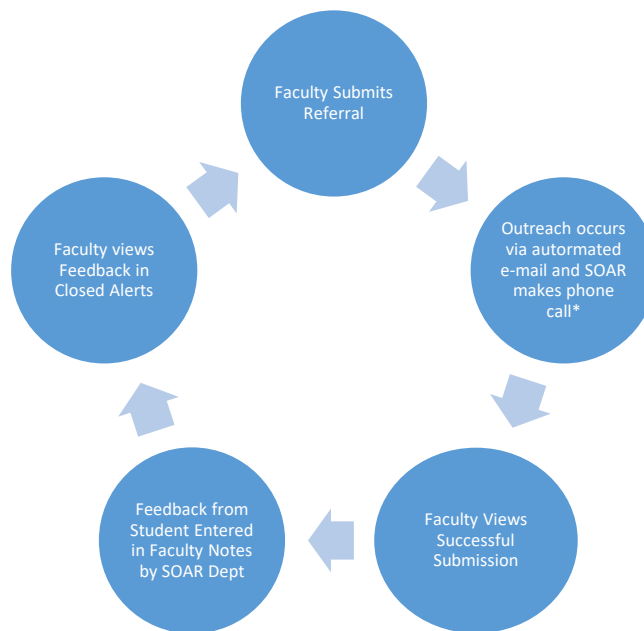 Faculty Submits
Referral
Outreach occurs
via autormated
e-mail and SOAR
makes phone
call*
Faculty Views
Successful
Submission
Feedback from
Student Entered
in Faculty Notes
by SOAR Dept
Faculty views
Feedback in
Closed Alerts